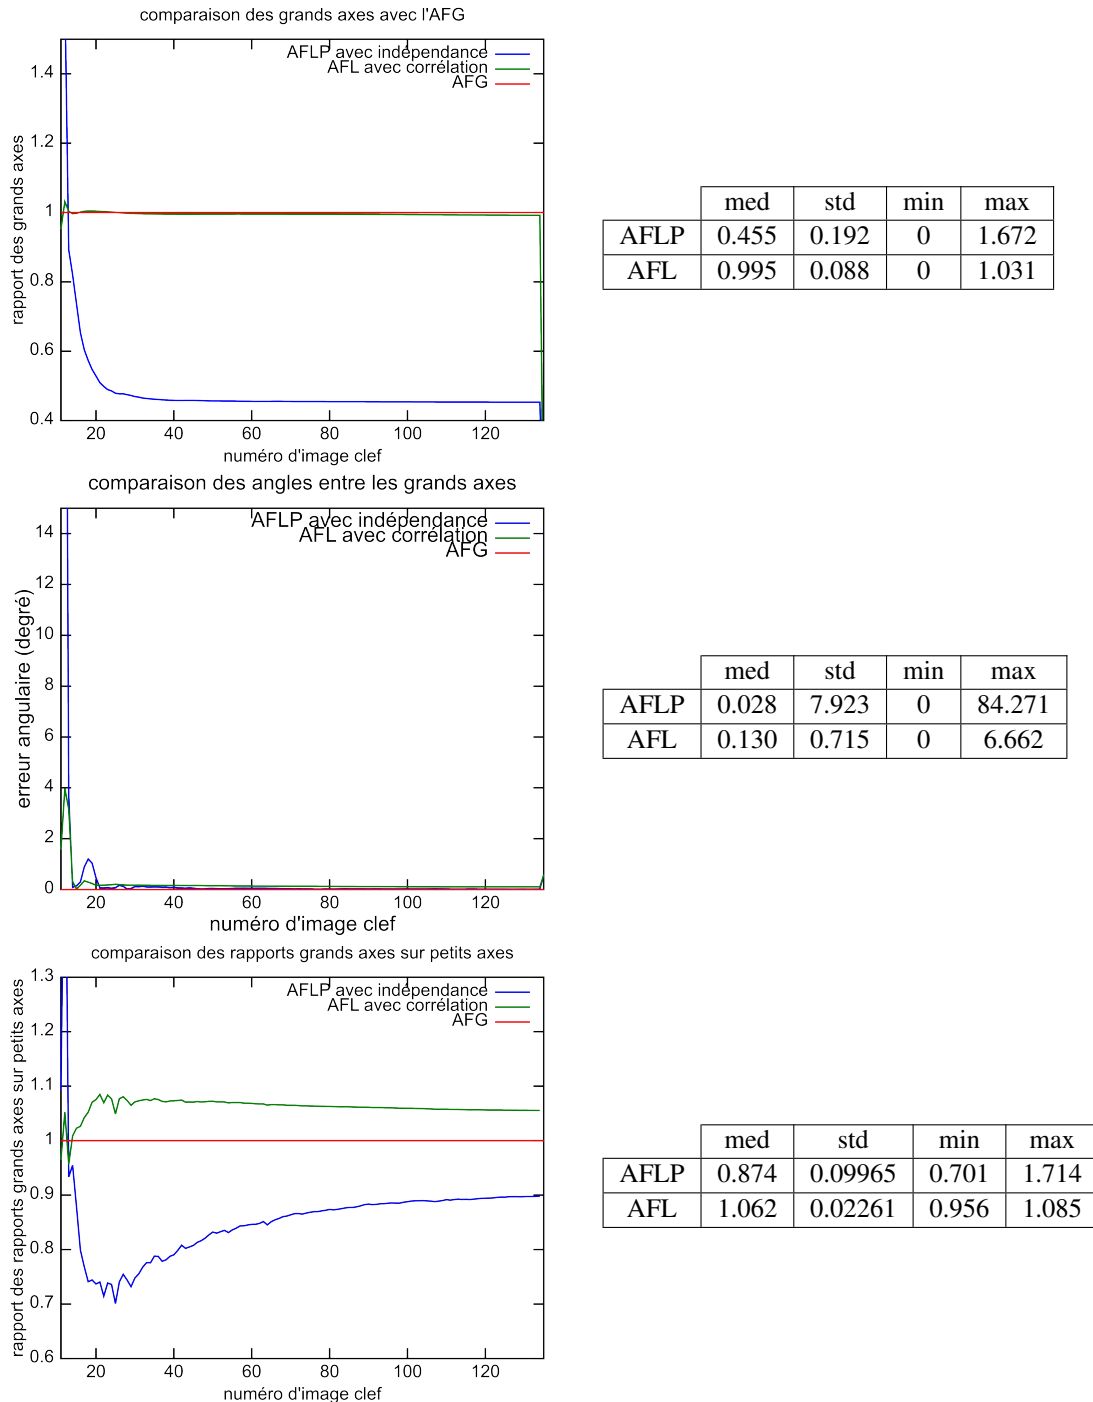 comparaison des grands axes avec l'AFG
AFLP avec indépendance
AFL avec corrélation
AFG
1.4
1.2
1
0.8
0.6
0.4
rapport des grands axes
20 40 60 80 100 120
numéro d'image clef
med std min max
AFLP 0.455 0.192 0 1.672
AFL 0.995 0.088 0 1.031
comparaison des angles entre les grands axes
AFLP avec indépendance
AFL avec corrélation
AFG
14
12
10
8
6
4
2
0
erreur angulaire (degré)
20 40 60 80 100 120
numéro d'image clef
med std min max
AFLP 0.028 7.923 0 84.271
AFL 0.130 0.715 0 6.662
comparaison des rapports grands axes sur petits axes
AFLP avec indépendance
AFL avec corrélation
AFG
1.3
1.2
1.1
1
0.9
0.8
0.7
0.6
rapport des rapports grands axes sur petits axes
20 40 60 80 100 120
numéro d'image clef
med std min max
AFLP 0.874 0.09965 0.701 1.714
AFL 1.062 0.02261 0.956 1.085